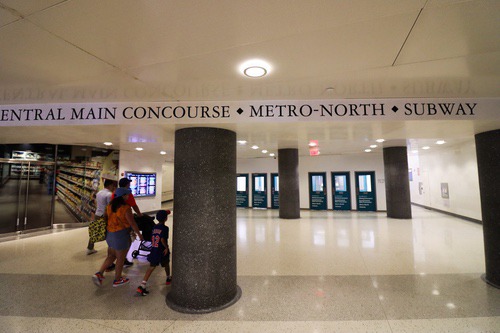 ENTRAL MAIN CONCOURSE ◆ METRO-NORTH ◆ SUBWAY